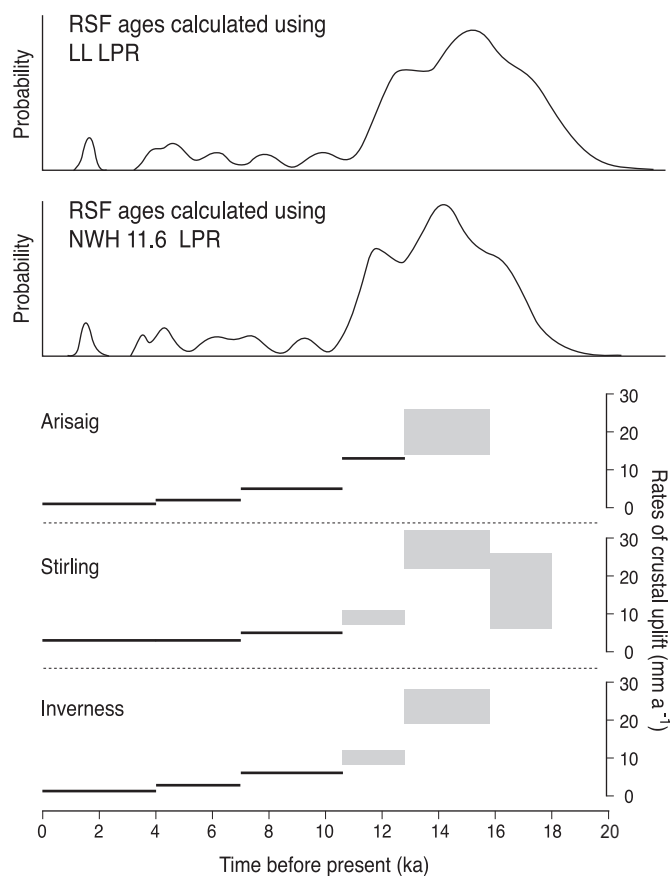 RSF ages calculated using
LL LPR
Probability
RSF ages calculated using
NWH 11.6 LPR
Probability
Arisaig
30
20
10
0
Stirling
30
20
10
0
Inverness
30
20
10
0
Rates of crustal uplift (mm a⁻¹)
0 2 4 6 8 10 12 14 16 18 20
Time before present (ka)